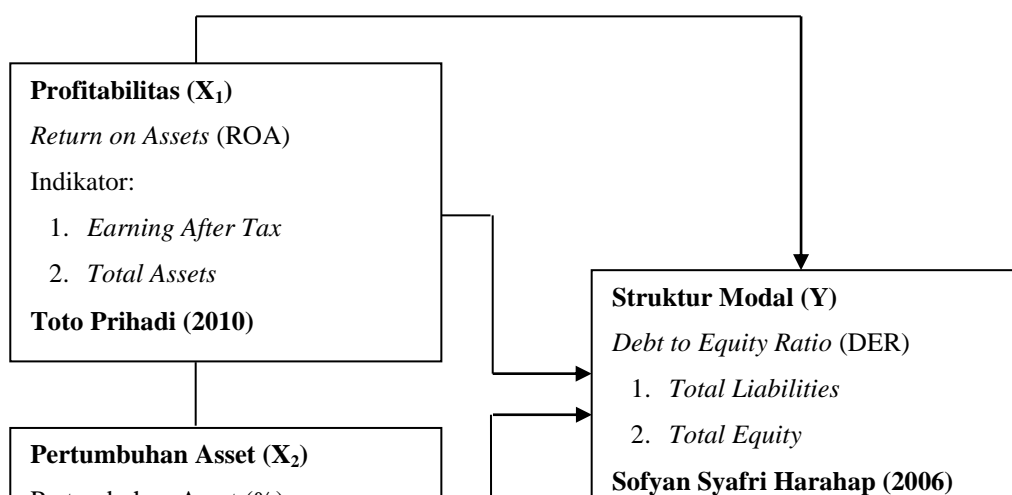 Profitabilitas (X₁)
Return on Assets (ROA)
Indikator:
1. Earning After Tax
2. Total Assets
Toto Prihadi (2010)
Struktur Modal (Y)
Debt to Equity Ratio (DER)
1. Total Liabilities
2. Total Equity
Sofyan Syafri Harahap (2006)
Pertumbuhan Asset (X₂)